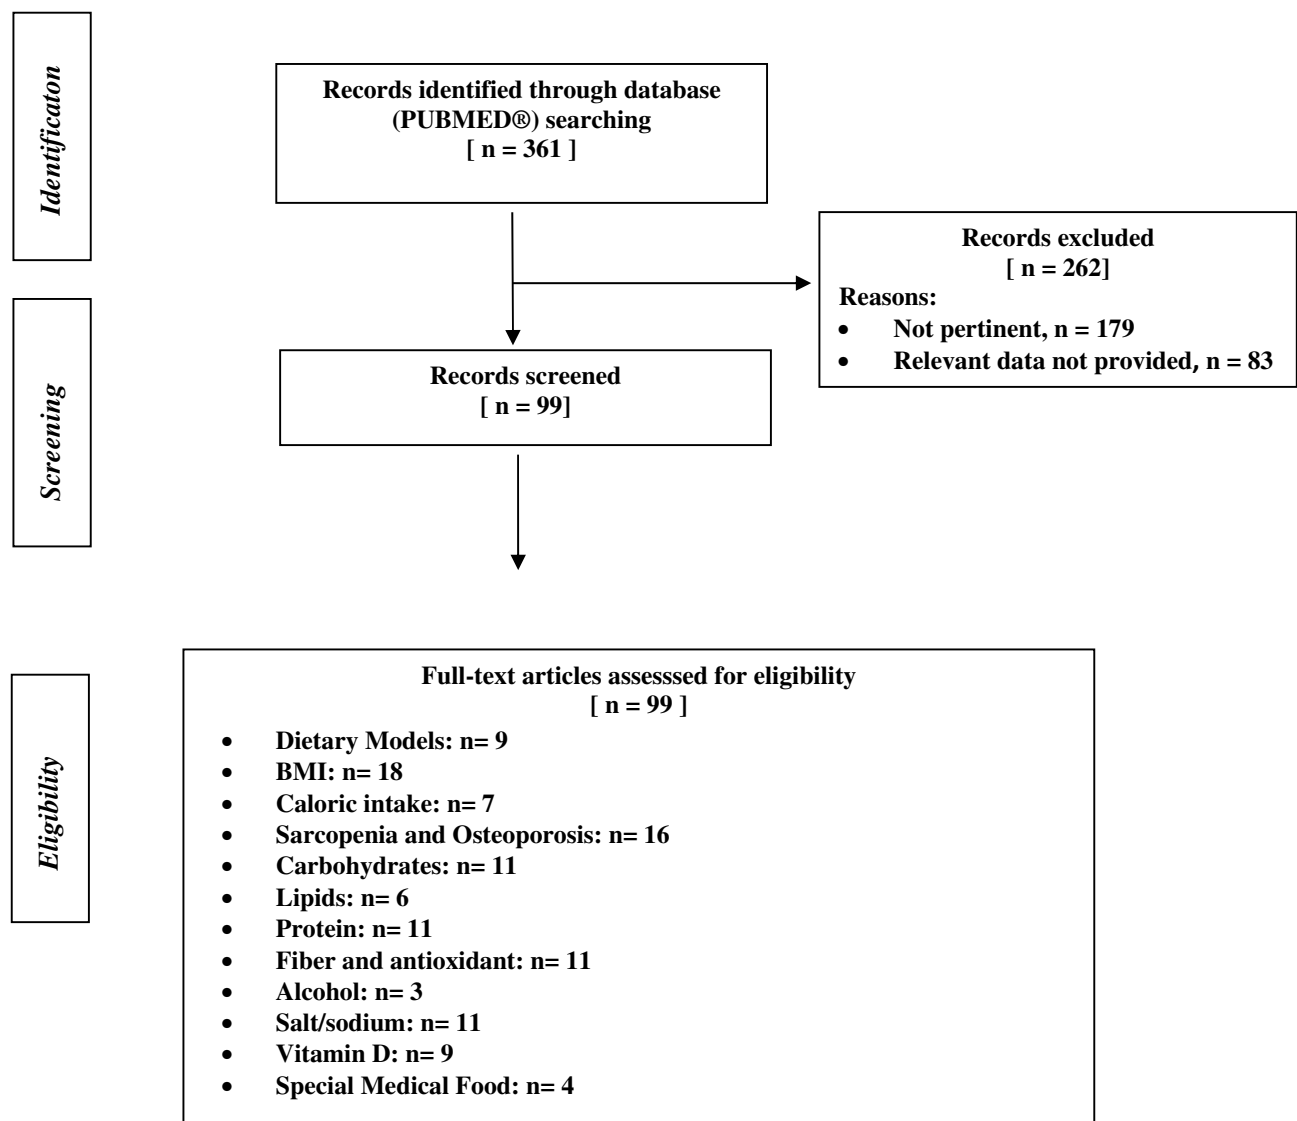 Identificaton
Records identified through database
(PUBMED®) searching
[ n = 361 ]
Records excluded
[ n = 262]
Reasons:
• Not pertinent, n = 179
• Relevant data not provided, n = 83
Screening
Records screened
[ n = 99]
Eligibility
Full-text articles assesssed for eligibility
[ n = 99 ]
• Dietary Models: n= 9
• BMI: n= 18
• Caloric intake: n= 7
• Sarcopenia and Osteoporosis: n= 16
• Carbohydrates: n= 11
• Lipids: n= 6
• Protein: n= 11
• Fiber and antioxidant: n= 11
• Alcohol: n= 3
• Salt/sodium: n= 11
• Vitamin D: n= 9
• Special Medical Food: n= 4